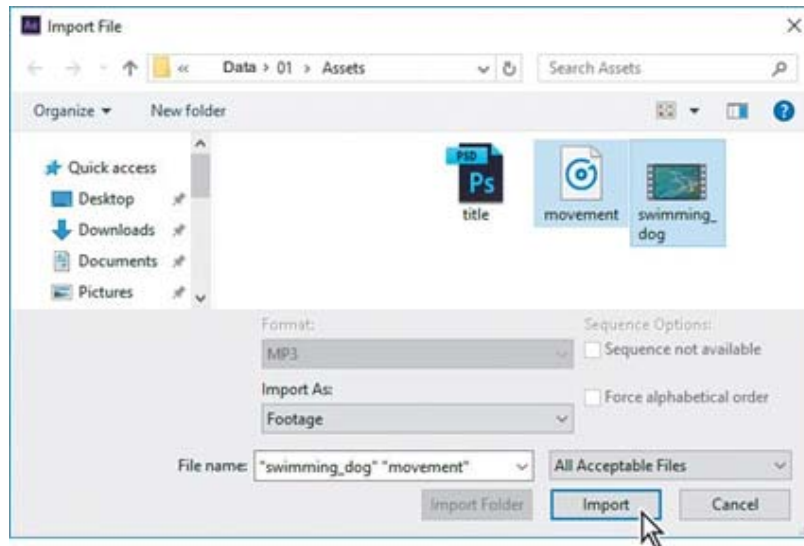 Ae Import File
« Data > 01 > Assets
Search Assets
Organize
New folder
Quick access
Desktop
Downloads
Documents
Pictures
PSD
Ps
title
movement
swimming_
dog
Format:
MP3
Sequence Options:
Sequence not available
Import As:
Footage
Force alphabetical order
File name: "swimming_dog" "movement"
All Acceptable Files
Import Folder
Import
Cancel